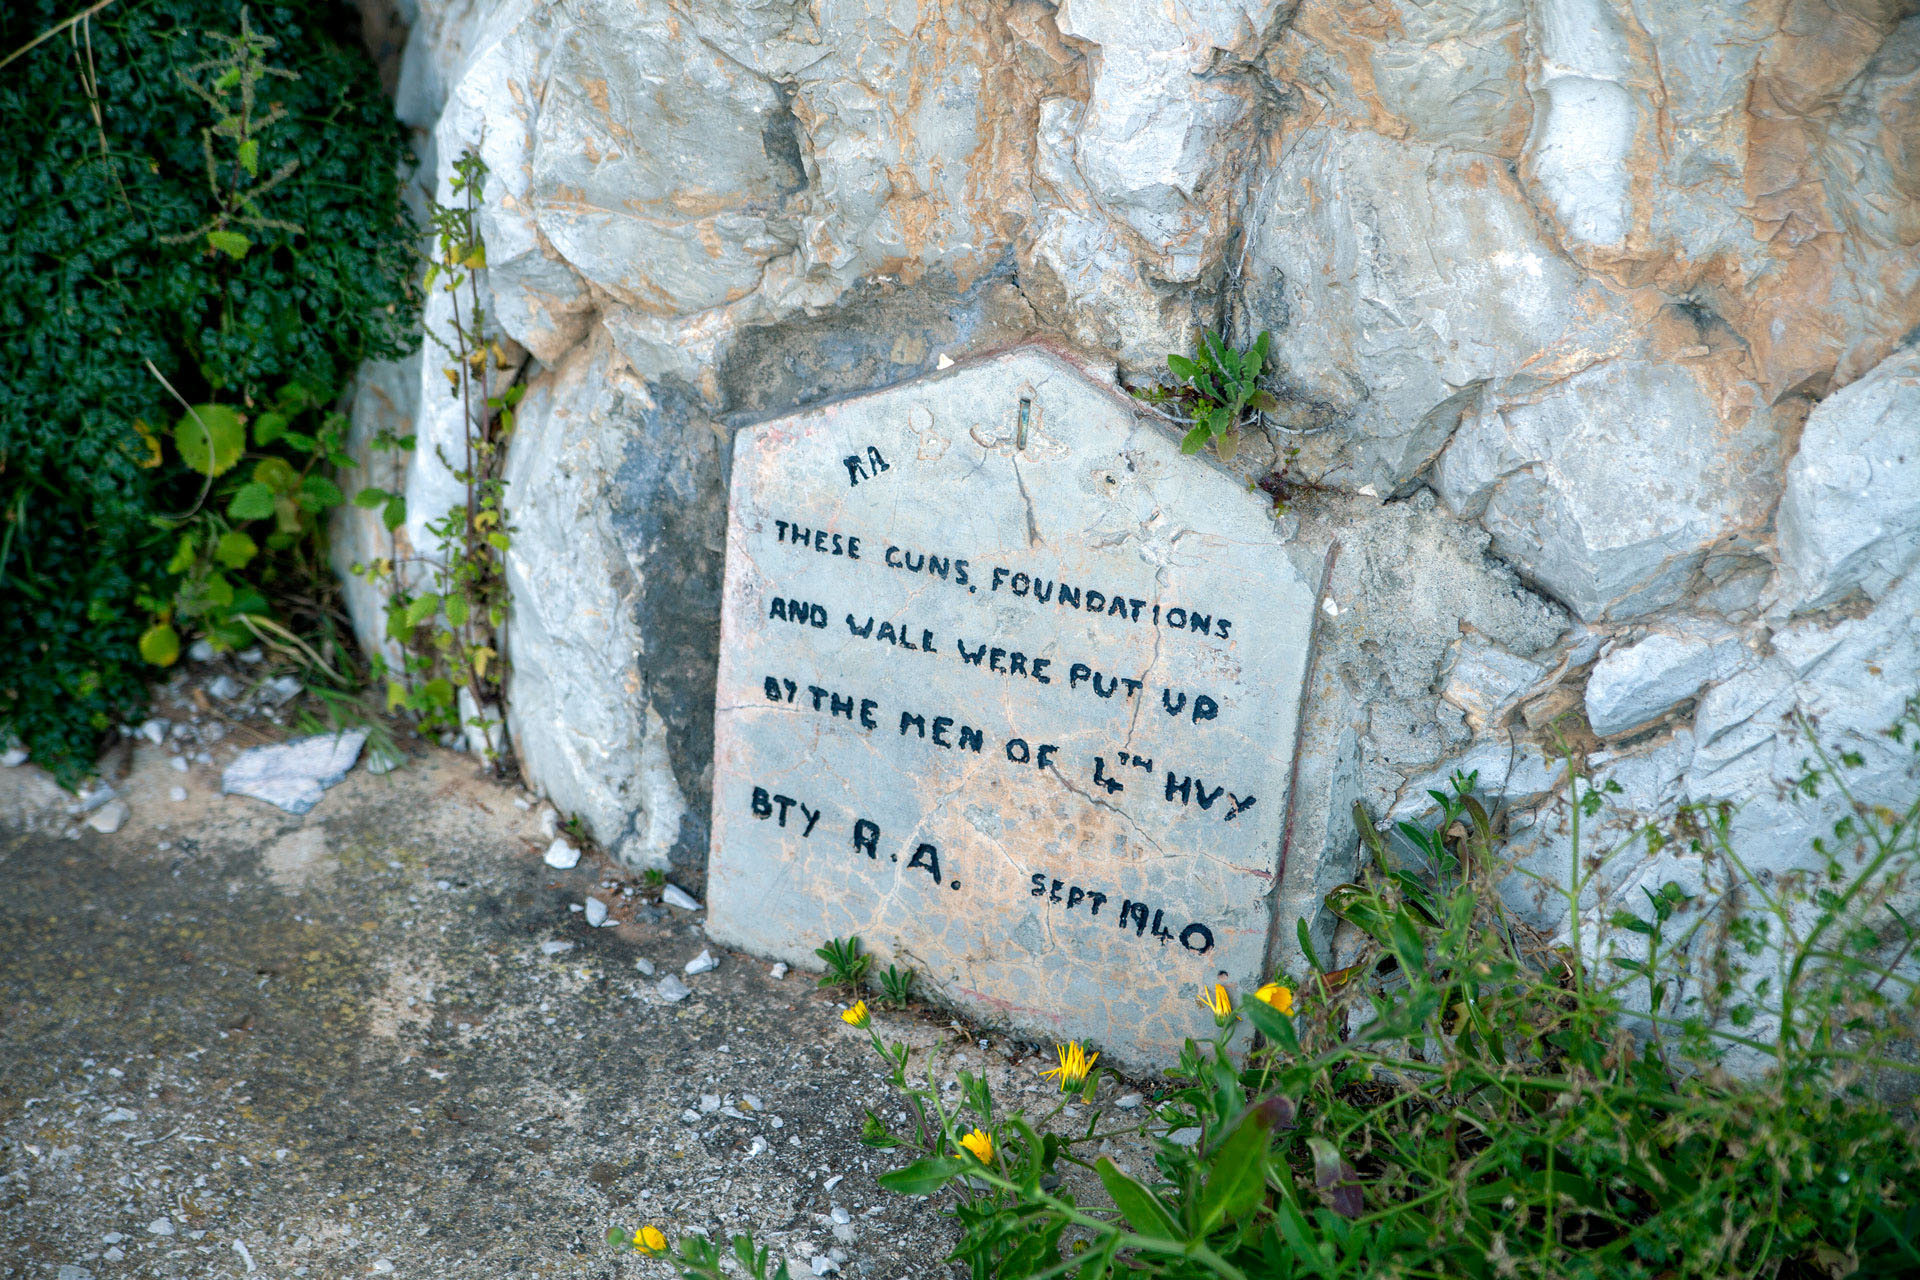 RA
THESE GUNS, FOUNDATIONS
AND WALL WERE PUT UP
BY THE MEN OF 4TH HVY
BTY R.A. SEPT 1940